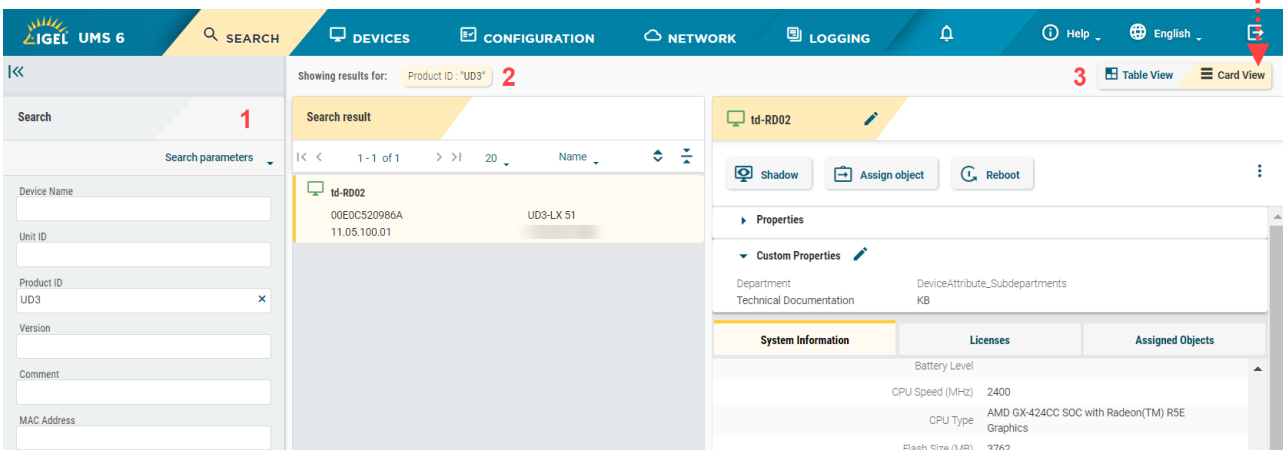 IGEL UMS 6
SEARCH
DEVICES
CONFIGURATION
NETWORK
LOGGING
Help
English
Showing results for: Product ID : "UD3" 2
3 Table View Card View
Search 1
Search parameters
Device Name
Unit ID
Product ID
UD3
Version
Comment
MAC Address
Search result
1 - 1 of 1 20 Name
td-RD02
00E0C520986A UD3-LX 51
11.05.100.01
td-RD02
Shadow Assign object Reboot
Properties
Custom Properties
Department DeviceAttribute_Subdepartments
Technical Documentation KB
System Information Licenses Assigned Objects
Battery Level
CPU Speed (MHz) 2400
CPU Type AMD GX-424CC SOC with Radeon(TM) R5E
Graphics
Flash Size (MB) 3762